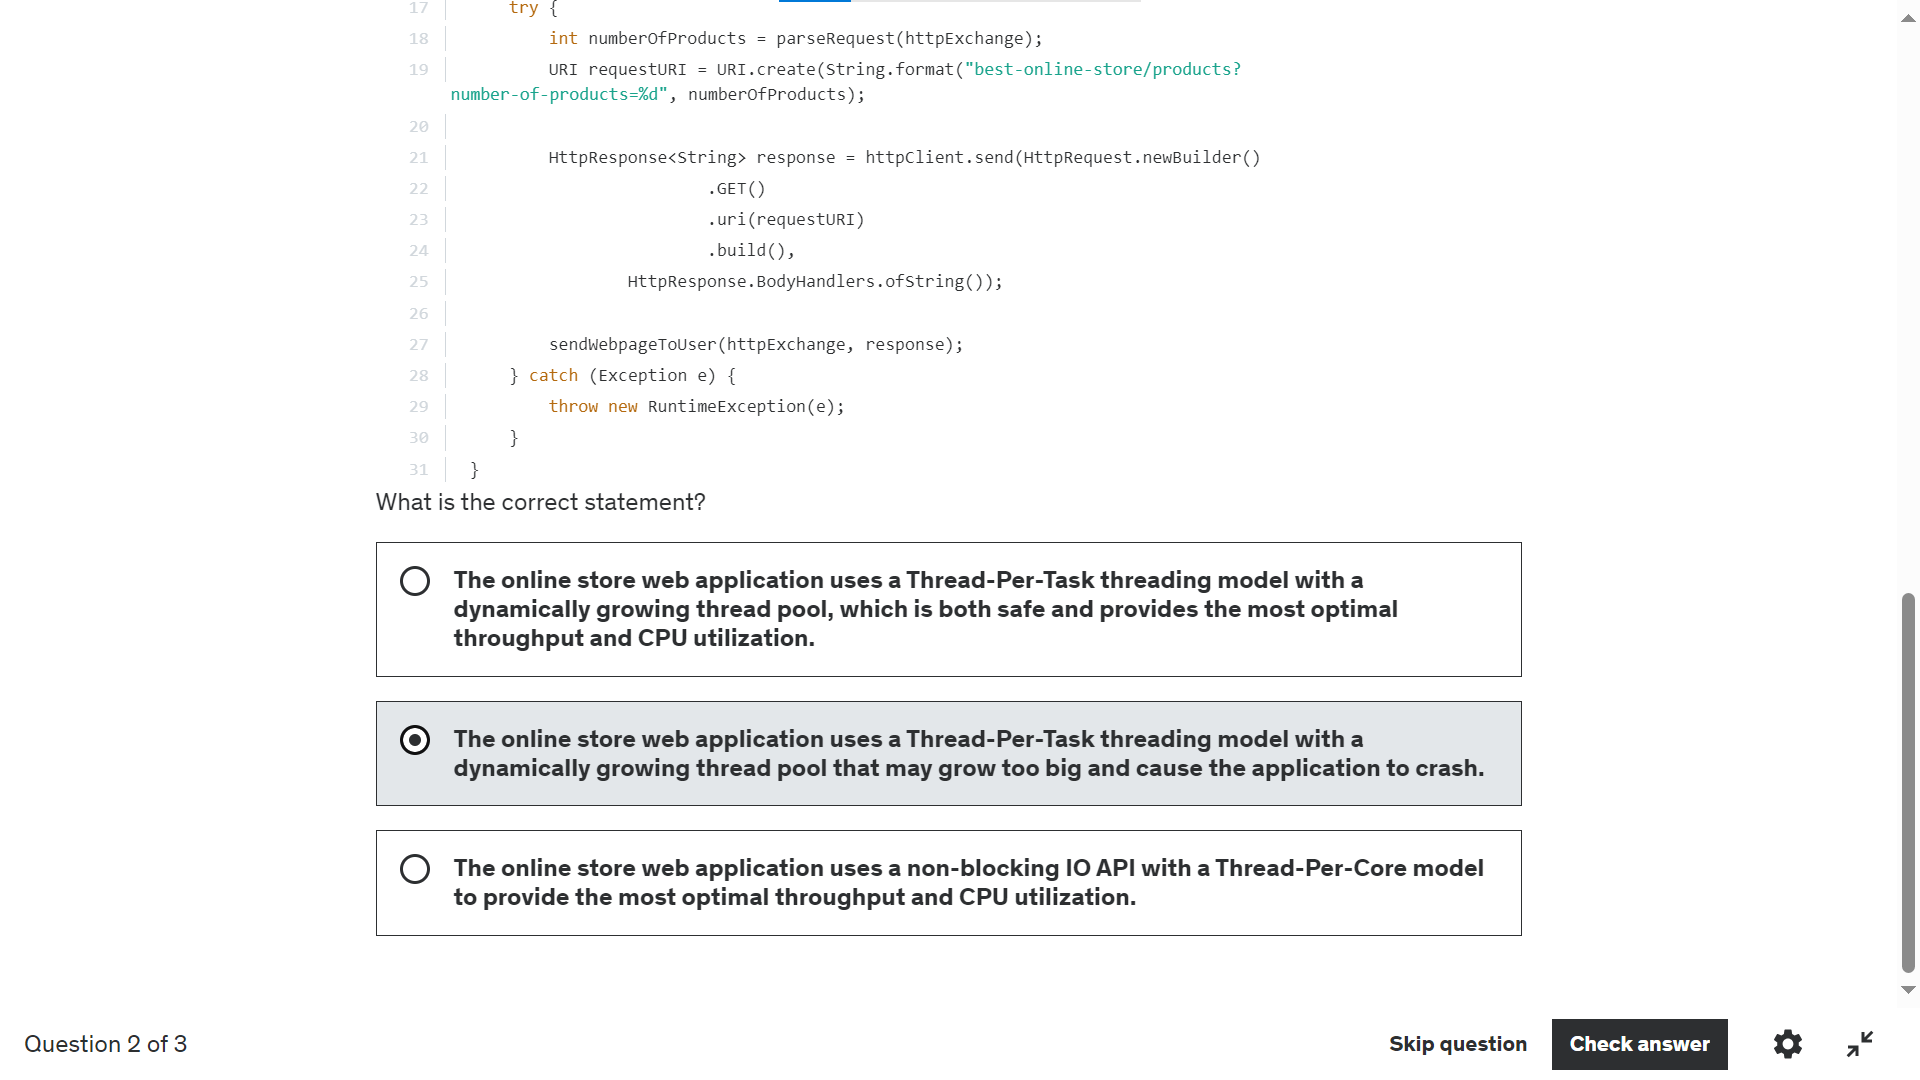 17 try {
18 int numberOfProducts = parseRequest(httpExchange);
19 URI requestURI = URI.create(String.format("best-online-store/products?
number-of-products=%d", numberOfProducts);
20
21 HttpResponse<String> response = httpClient.send(HttpRequest.newBuilder()
22 .GET()
23 .uri(requestURI)
24 .build(),
25 HttpResponse.BodyHandlers.ofString());
26
27 sendWebpageToUser(httpExchange, response);
28 } catch (Exception e) {
29 throw new RuntimeException(e);
30 }
31 }
What is the correct statement?
The online store web application uses a Thread-Per-Task threading model with a
dynamically growing thread pool, which is both safe and provides the most optimal
throughput and CPU utilization.
The online store web application uses a Thread-Per-Task threading model with a
dynamically growing thread pool that may grow too big and cause the application to crash.
The online store web application uses a non-blocking IO API with a Thread-Per-Core model
to provide the most optimal throughput and CPU utilization.
Question 2 of 3
Skip question
Check answer